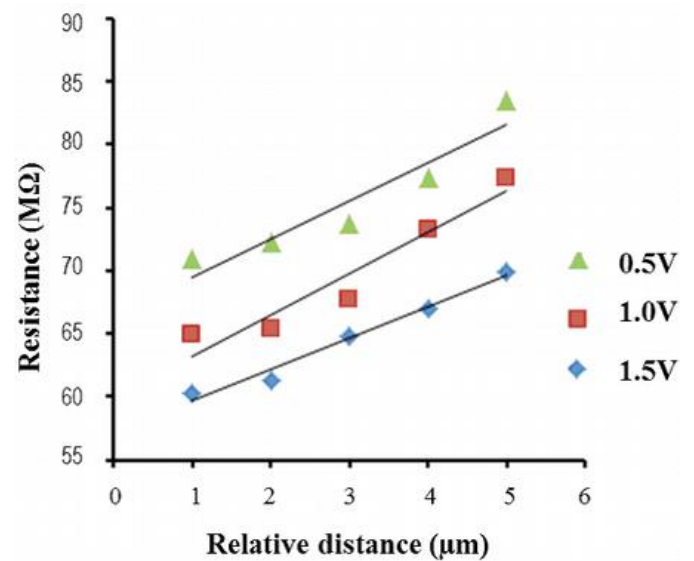 90
85
80
75
70
65
60
55
Resistance (MΩ)
0 1 2 3 4 5 6
Relative distance (μm)
0.5V
1.0V
1.5V